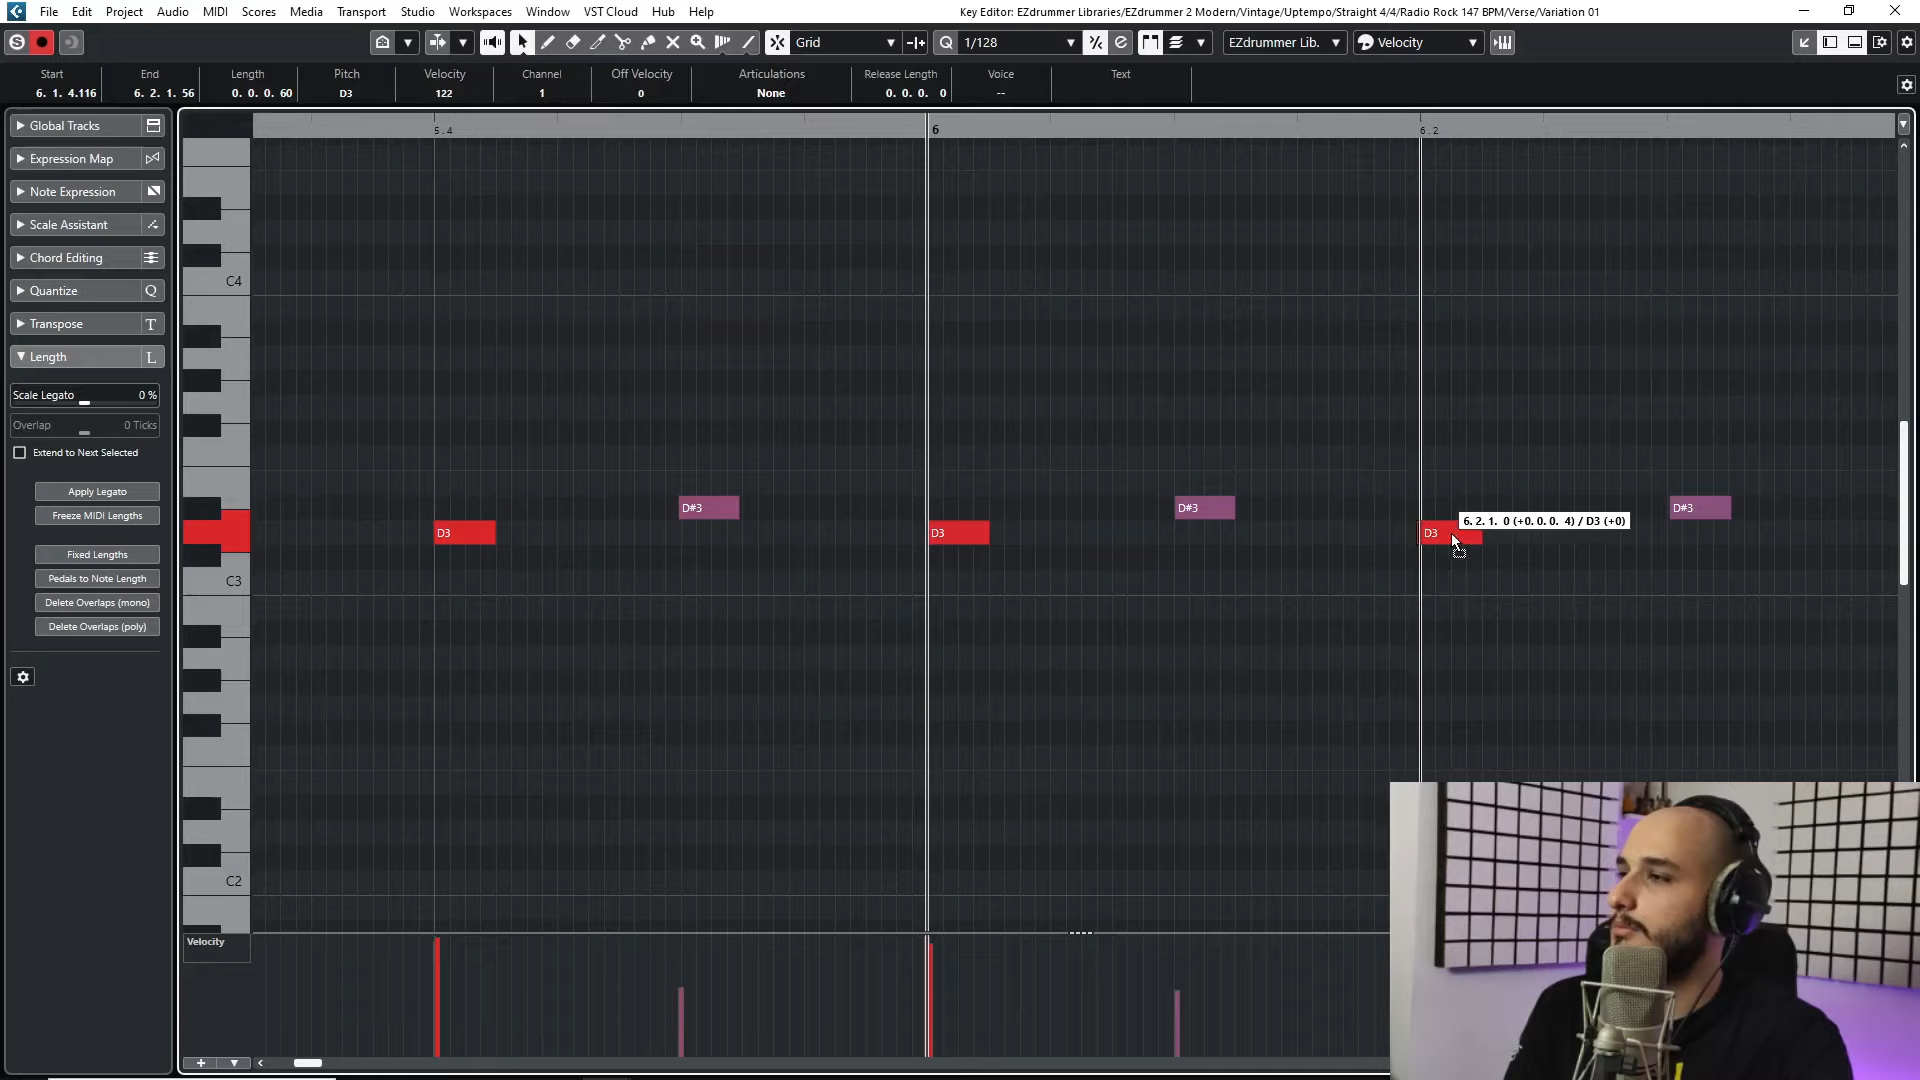 File Edit Project Audio MIDI Scores Media Transport Studio Workspaces Window VST Cloud Hub Help
Key Editor: EZdrummer Libraries/EZdrummer 2 Modern/Vintage/Uptempo/Straight 4/4/Radio Rock 147 BPM/Verse/Variation 01
S Grid Q 1/128 e EZdrummer Lib. Velocity
Start End Length Pitch Velocity Channel Off Velocity Articulations Release Length Voice Text
6. 1. 4.116 6. 2. 1. 56 0. 0. 0. 60 D3 122 1 0 None 0. 0. 0. 0 --
Global Tracks
Expression Map
Note Expression
Scale Assistant
Chord Editing
Quantize Q
Transpose T
Length L
Scale Legato 0 %
Overlap 0 Ticks
Extend to Next Selected
Apply Legato
Freeze MIDI Lengths
Fixed Lengths
Pedals to Note Length
Delete Overlaps (mono)
Delete Overlaps (poly)
5.4 6 6.2
C4
D#3 D#3 D#3
D3 D3 D3
6. 2. 1. 0 (+0. 0. 0. 4) / D3 (+0)
C3
C2
Velocity